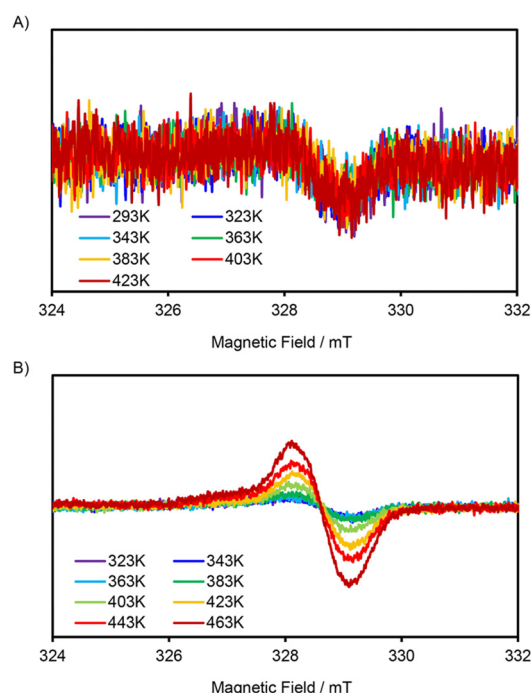 A)
293K 323K
343K 363K
383K 403K
423K
324 326 328 330 332
Magnetic Field / mT
B)
323K 343K
363K 383K
403K 423K
443K 463K
324 326 328 330 332
Magnetic Field / mT